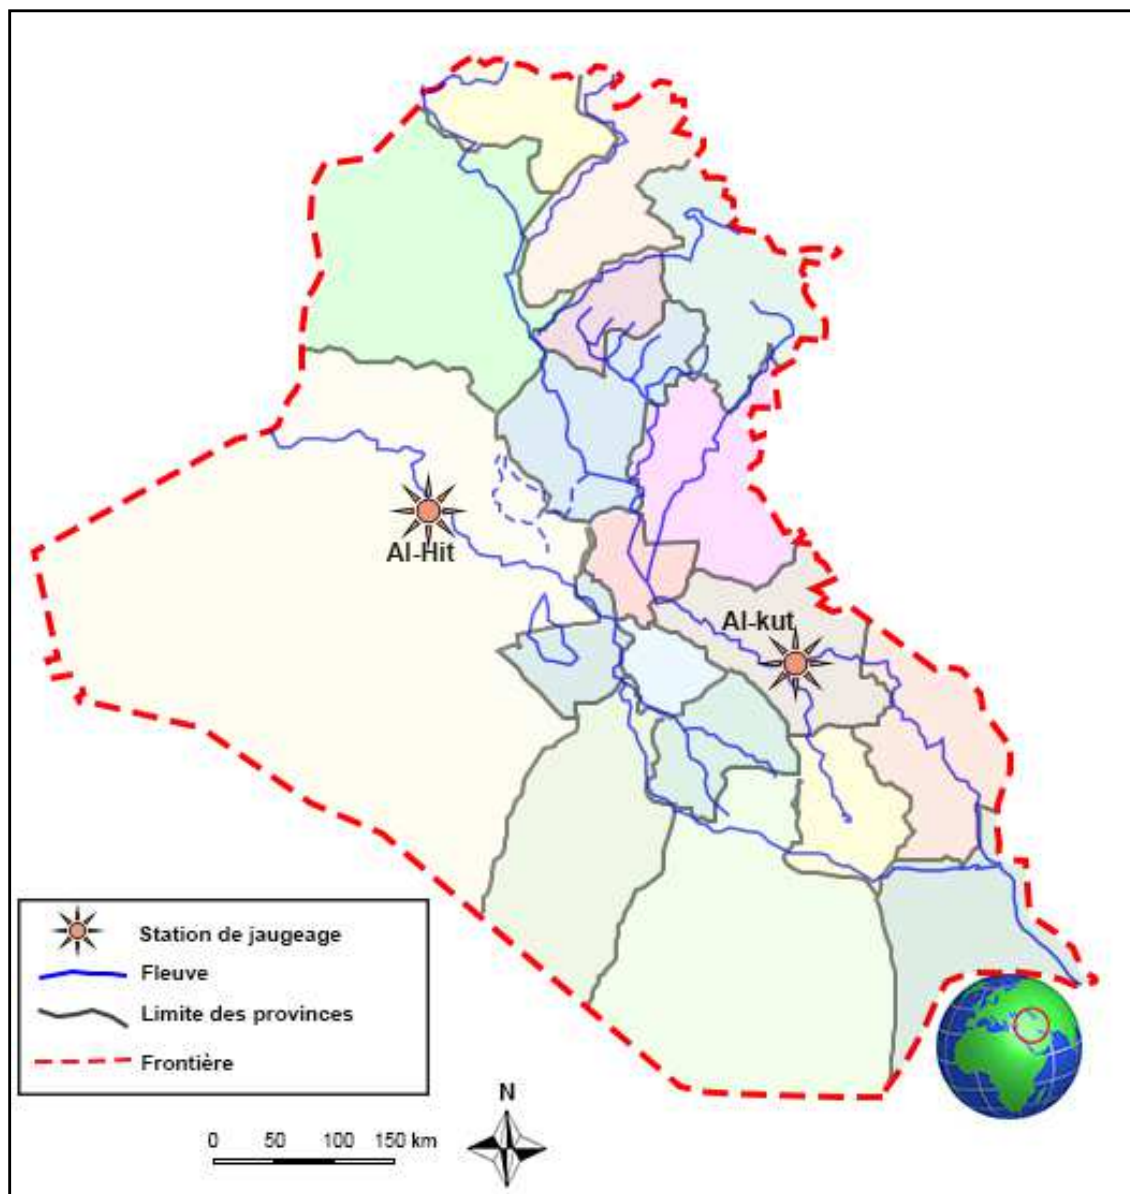 Al-Hit
Al-kut
Station de jaugeage
Fleuve
Limite des provinces
Frontière
N
0 50 100 150 km